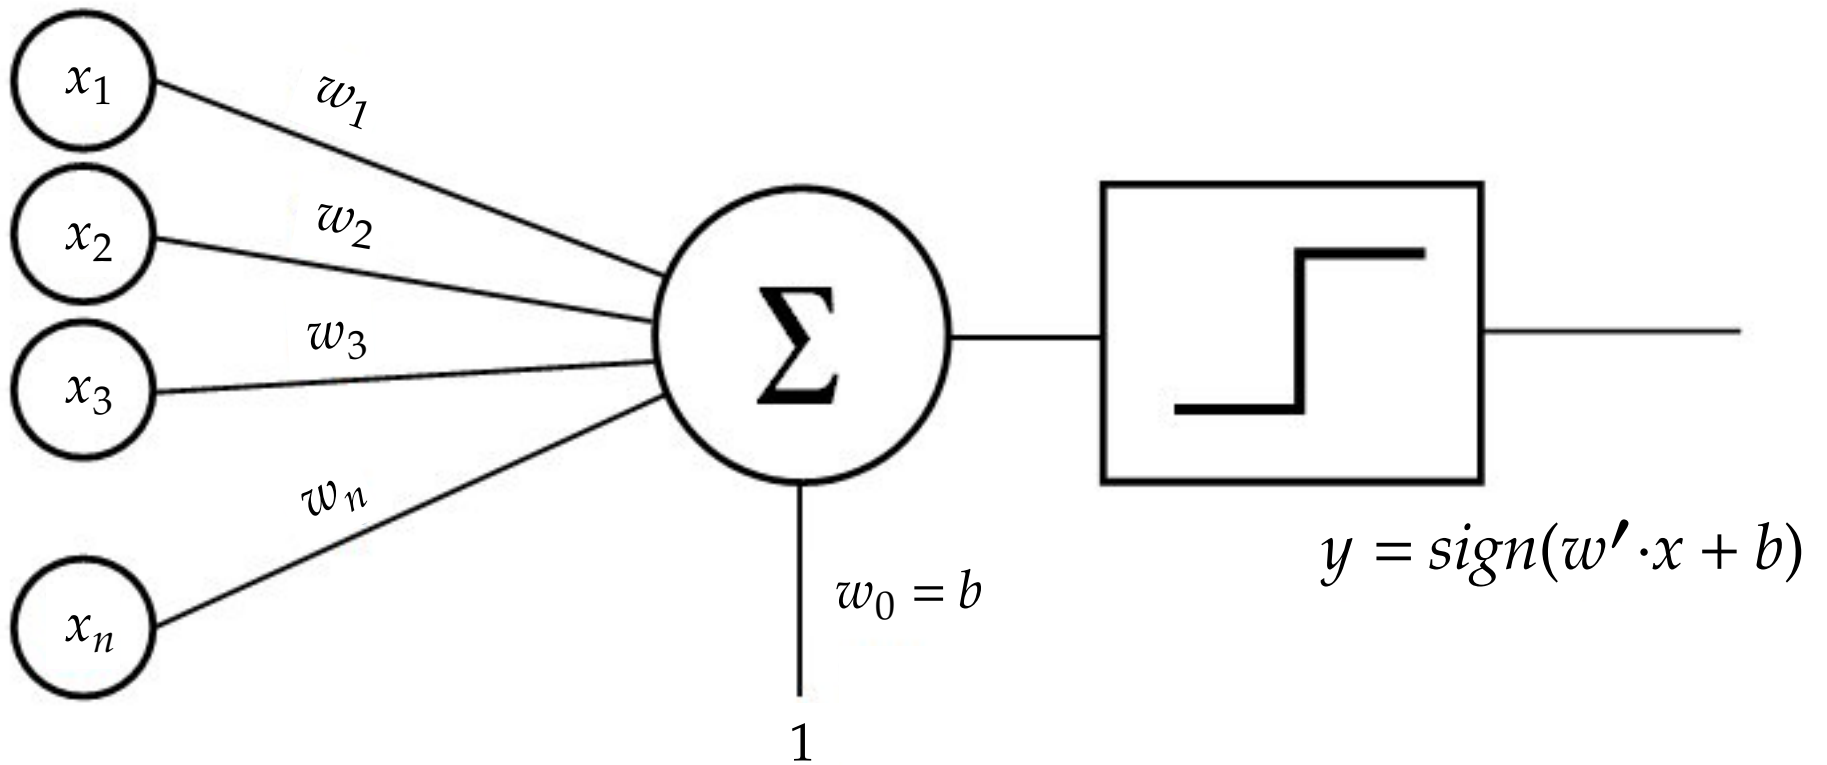 x₁
w₁
x₂
w₂
x₃
w₃
xₙ
wₙ
Σ
w₀ = b
1
y = sign(w′·x + b)